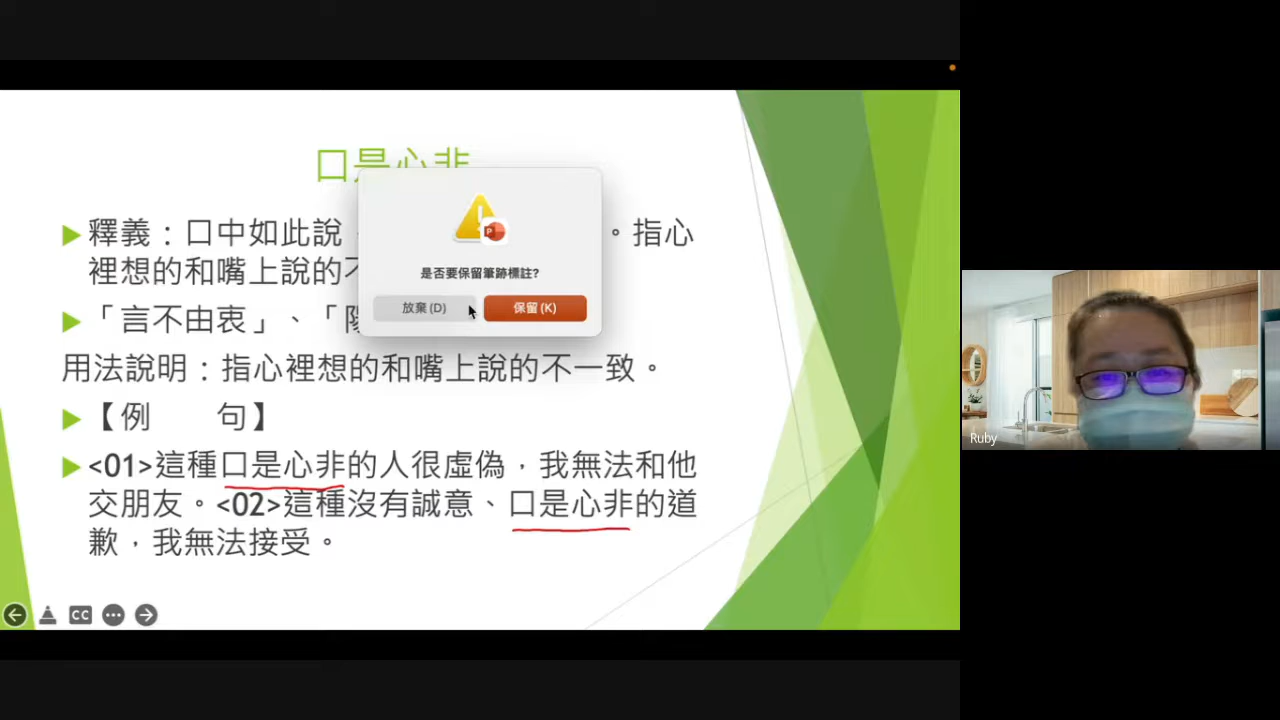 口是心非
釋義：口中如此說
。指心
裡想的和嘴上說的
「言不由衷」、「
用法說明：指心裡想的和嘴上說的不一致。
【例　　句】
<01>這種口是心非的人很虛偽，我無法和他
交朋友。<02>這種沒有誠意、口是心非的道
歉，我無法接受。
P
是否要保留筆跡標註?
放棄(D)
保留(K)
CC
Ruby